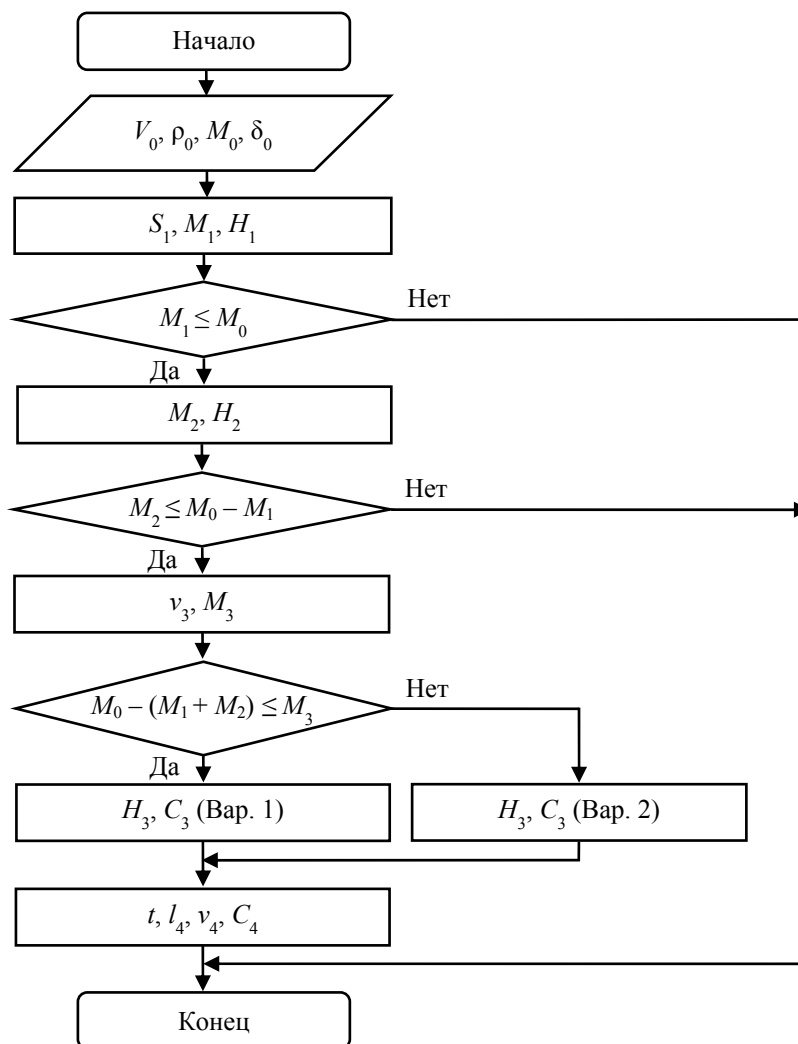 Начало
V₀, ρ₀, M₀, δ₀
S₁, M₁, H₁
M₁ ≤ M₀
Нет
Да
M₂, H₂
M₂ ≤ M₀ – M₁
Нет
Да
v₃, M₃
M₀ – (M₁ + M₂) ≤ M₃
Нет
Да
H₃, C₃ (Вар. 1)
H₃, C₃ (Вар. 2)
t, l₄, v₄, C₄
Конец